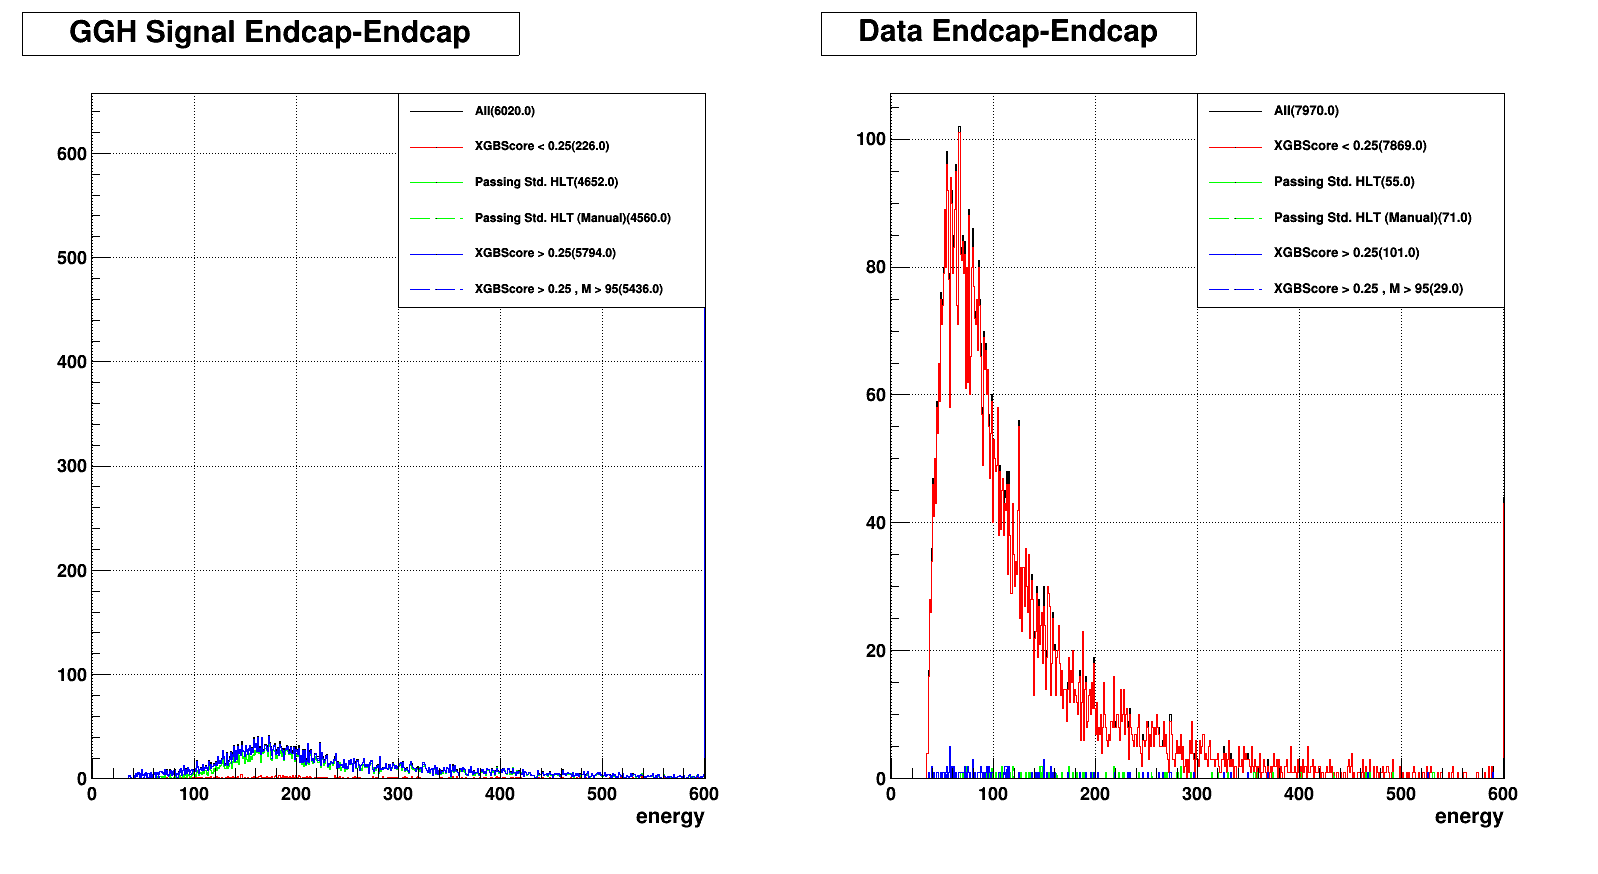 GGH Signal Endcap-Endcap
All(6020.0)
XGBScore < 0.25(226.0)
Passing Std. HLT(4652.0)
Passing Std. HLT (Manual)(4560.0)
XGBScore > 0.25(5794.0)
XGBScore > 0.25 , M > 95(5436.0)
600
500
400
300
200
100
0
0 100 200 300 400 500 600
energy
Data Endcap-Endcap
All(7970.0)
XGBScore < 0.25(7869.0)
Passing Std. HLT(55.0)
Passing Std. HLT (Manual)(71.0)
XGBScore > 0.25(101.0)
XGBScore > 0.25 , M > 95(29.0)
100
80
60
40
20
0
0 100 200 300 400 500 600
energy